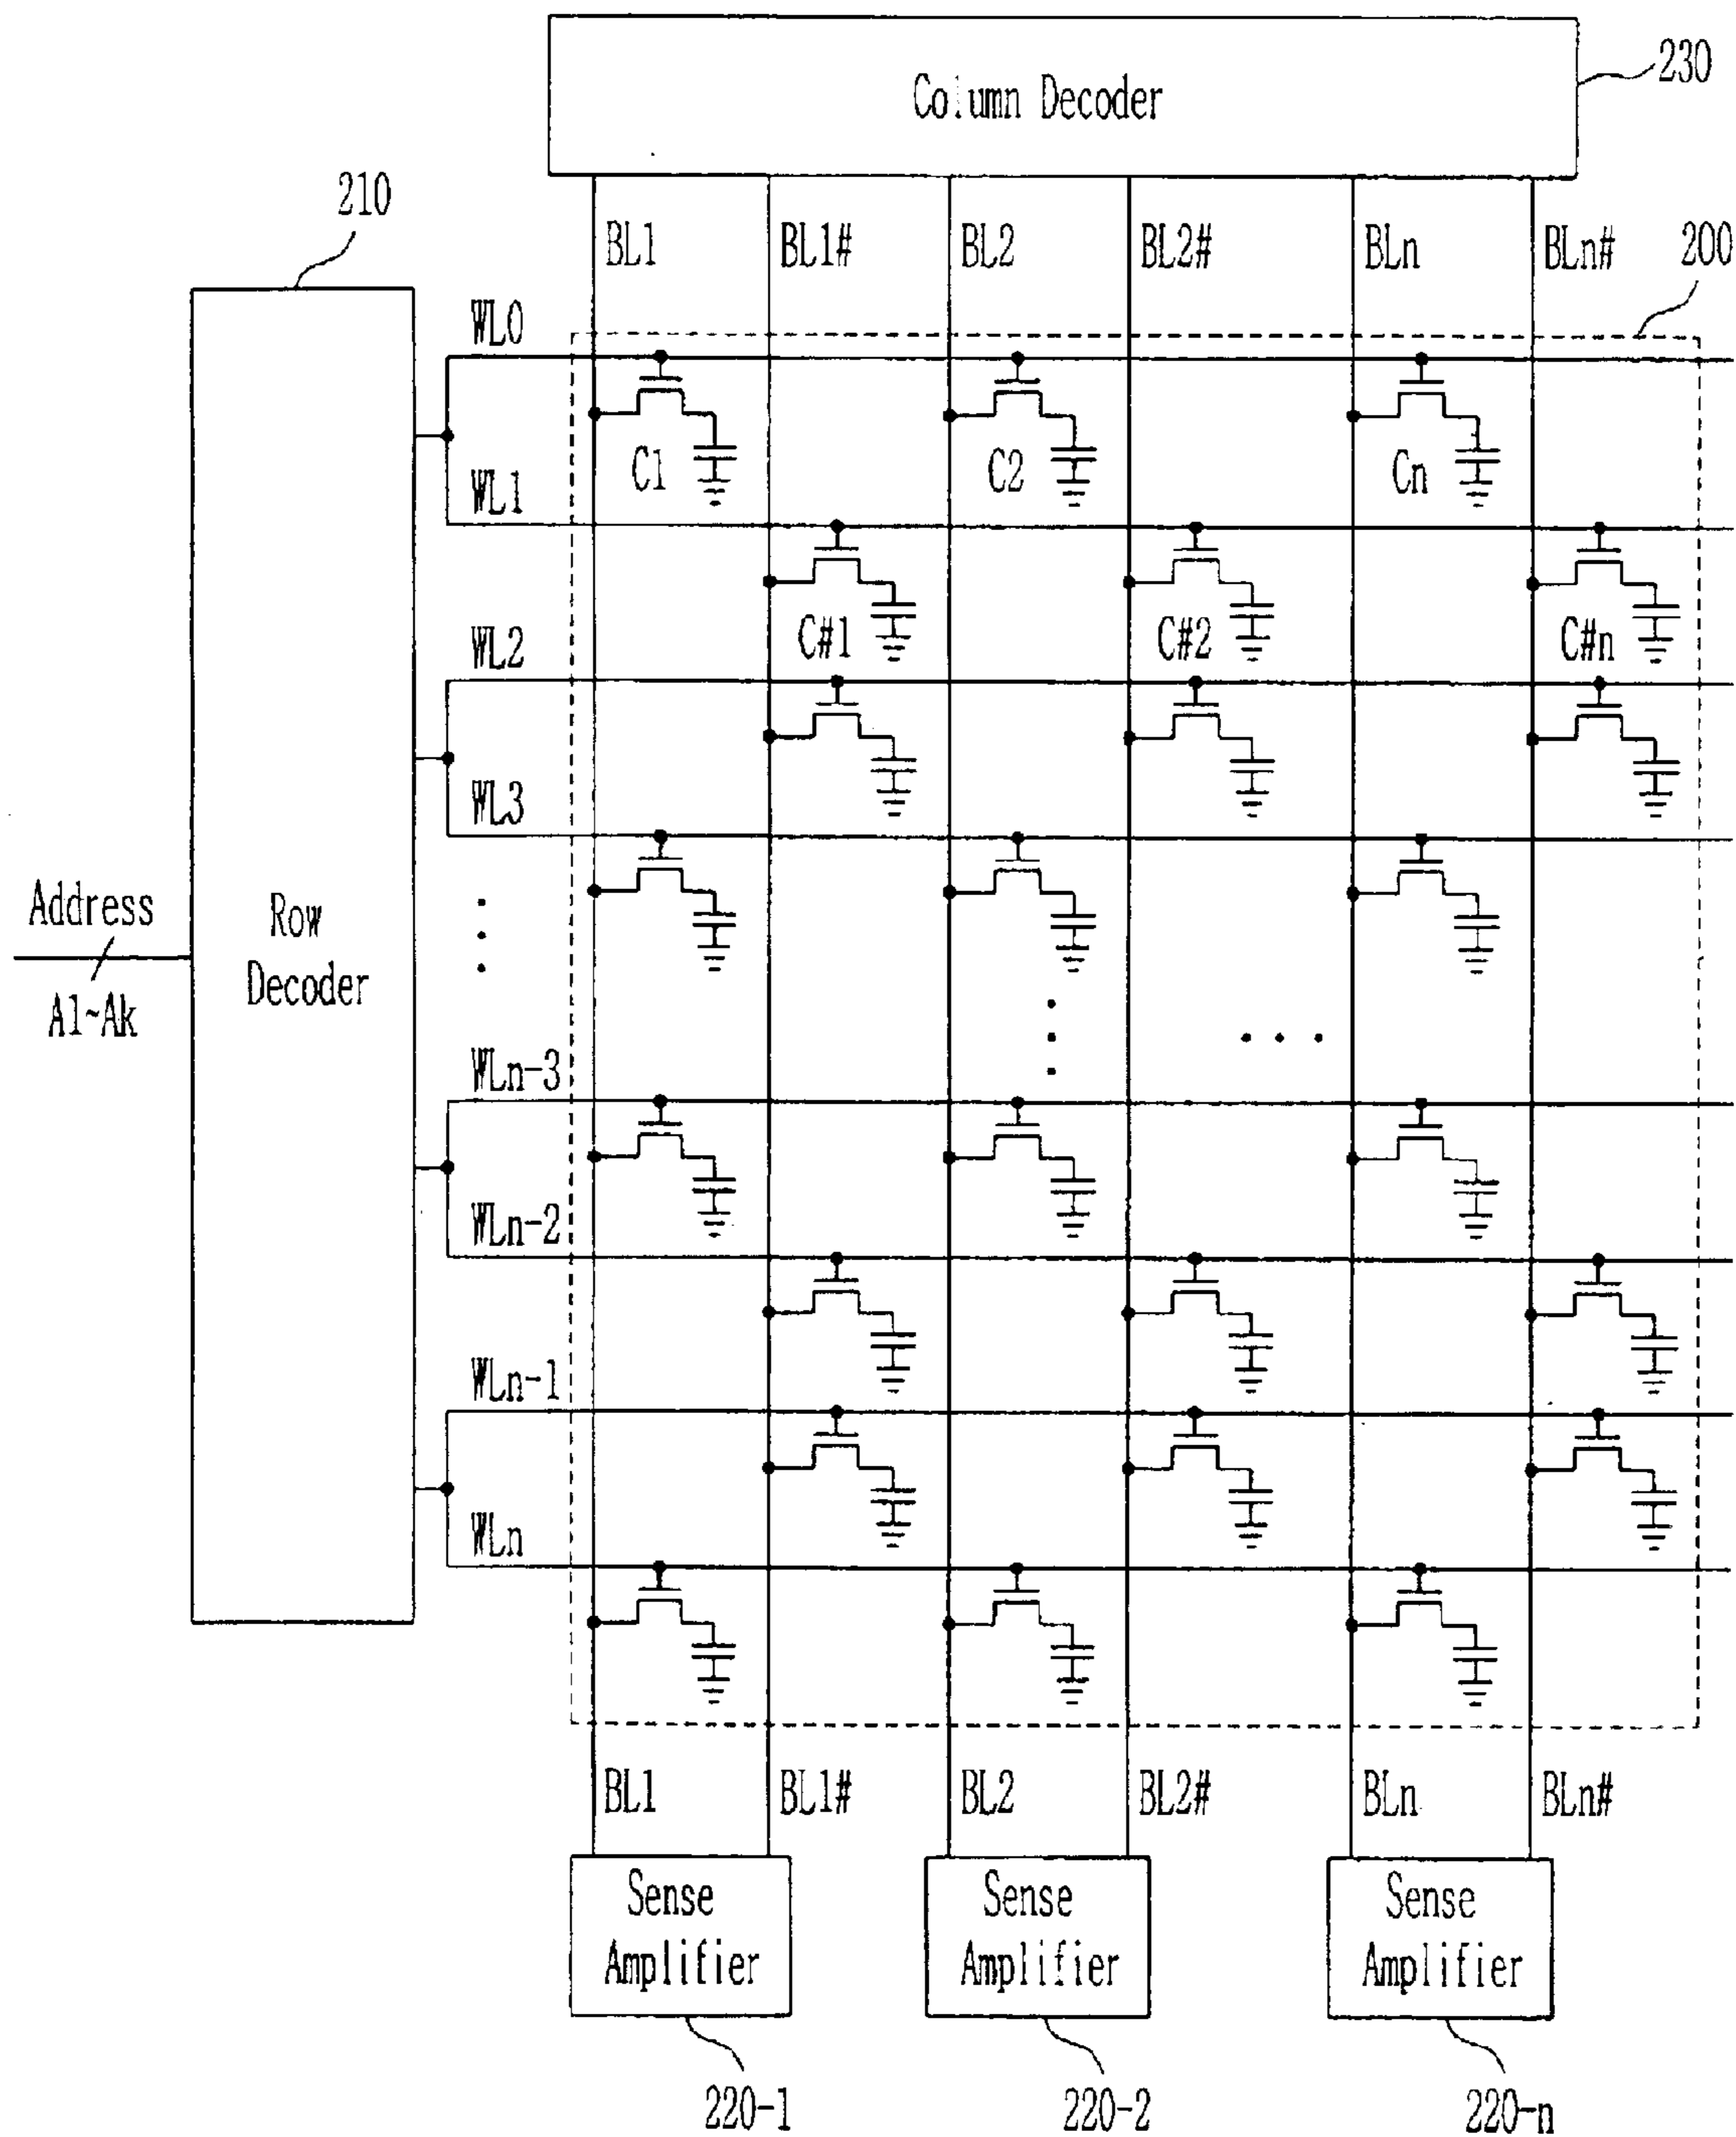 Column Decoder
230
210
BL1
BL1#
BL2
BL2#
BLn
BLn#
200
WL0
C1
C2
Cn
WL1
C#1
C#2
C#n
WL2
WL3
Address
A1~Ak
Row
Decoder
WLn-3
WLn-2
WLn-1
WLn
BL1
BL1#
BL2
BL2#
BLn
BLn#
Sense
Amplifier
Sense
Amplifier
Sense
Amplifier
220-1
220-2
220-n